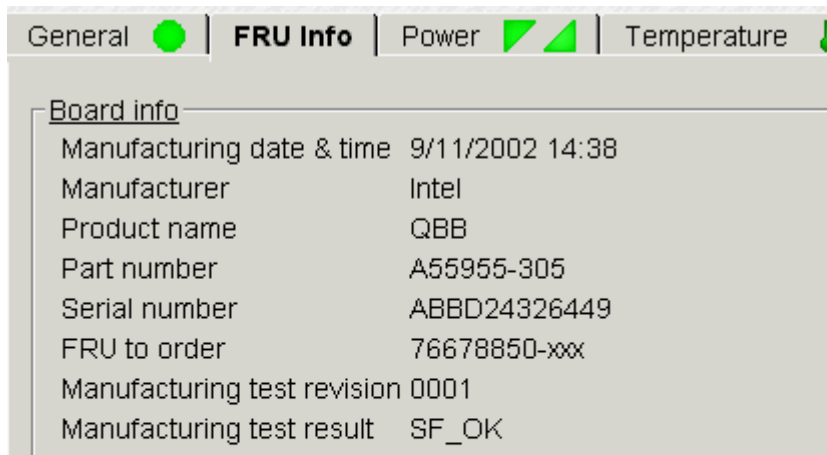 General FRU Info Power Temperature
Board info
Manufacturing date & time 9/11/2002 14:38
Manufacturer Intel
Product name QBB
Part number A55955-305
Serial number ABBD24326449
FRU to order 76678850-xxx
Manufacturing test revision 0001
Manufacturing test result SF_OK